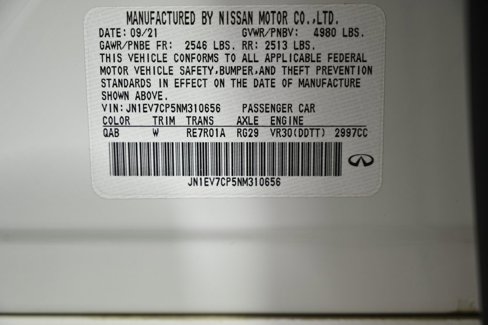 MANUFACTURED BY NISSAN MOTOR CO.,LTD.
DATE: 09/21 GVWR/PNBV: 4980 LBS.
GAWR/PNBE FR: 2546 LBS. RR: 2513 LBS.
THIS VEHICLE CONFORMS TO ALL APPLICABLE FEDERAL
MOTOR VEHICLE SAFETY,BUMPER,AND THEFT PREVENTION
STANDARDS IN EFFECT ON THE DATE OF MANUFACTURE
SHOWN ABOVE.
VIN: JN1EV7CP5NM310656 PASSENGER CAR
COLOR TRIM TRANS AXLE ENGINE
QAB W RE7R01A RG29 VR30(DDTT) 2997CC
JN1EV7CP5NM310656